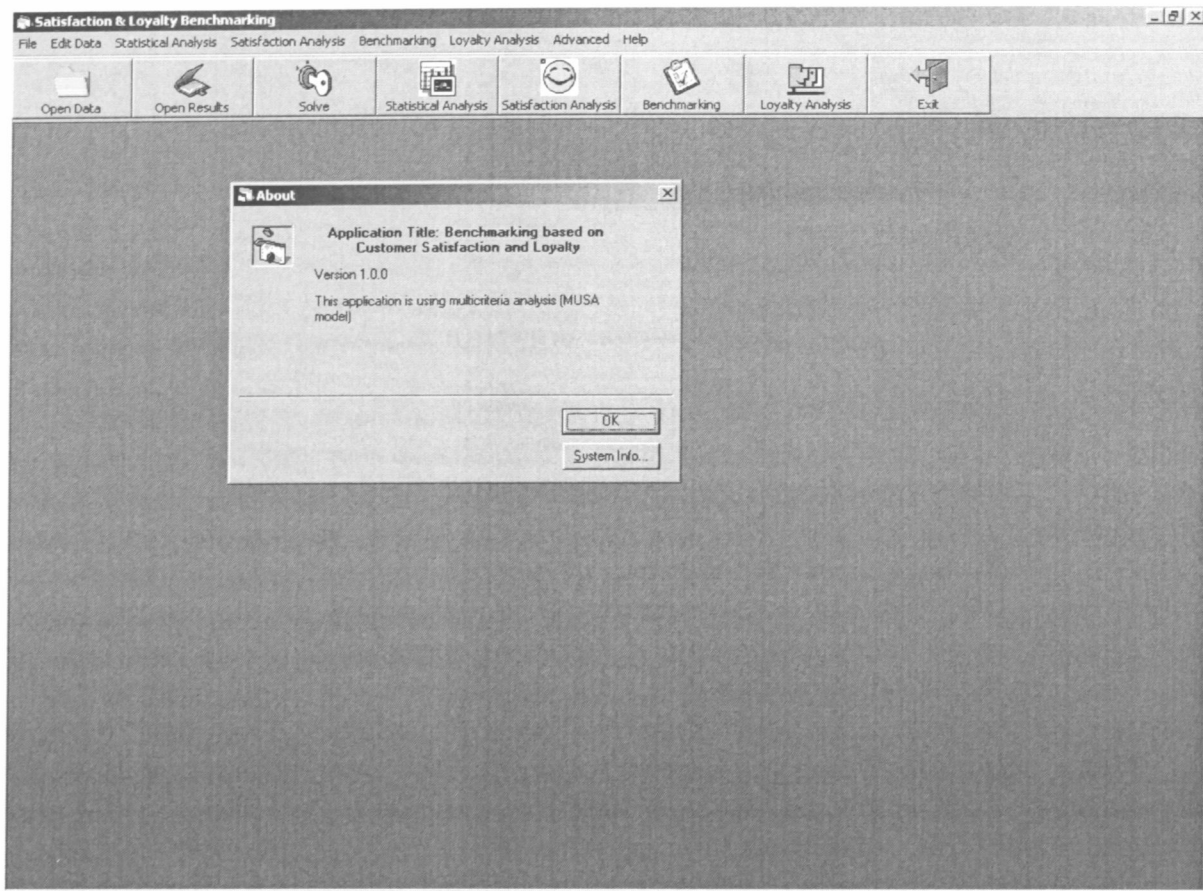 Satisfaction & Loyalty Benchmarking
File Edit Data Statistical Analysis Satisfaction Analysis Benchmarking Loyalty Analysis Advanced Help
Open Data Open Results Solve Statistical Analysis Satisfaction Analysis Benchmarking Loyalty Analysis Exit
About
Application Title: Benchmarking based on
Customer Satisfaction and Loyalty
Version 1.0.0
This application is using multicriteria analysis (MUSA
model)
OK
System Info...